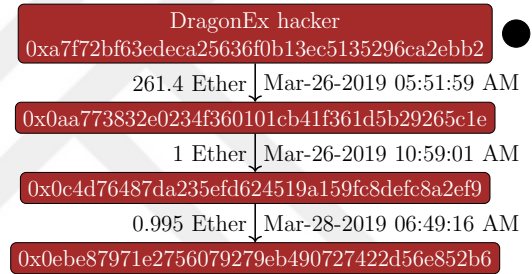 DragonEx hacker
0xa7f72bf63edeca25636f0b13ec5135296ca2ebb2
261.4 Ether Mar-26-2019 05:51:59 AM
0x0aa773832e0234f360101cb41f361d5b29265c1e
1 Ether Mar-26-2019 10:59:01 AM
0x0c4d76487da235efd624519a159fc8defc8a2ef9
0.995 Ether Mar-28-2019 06:49:16 AM
0x0ebe87971e2756079279eb490727422d56e852b6